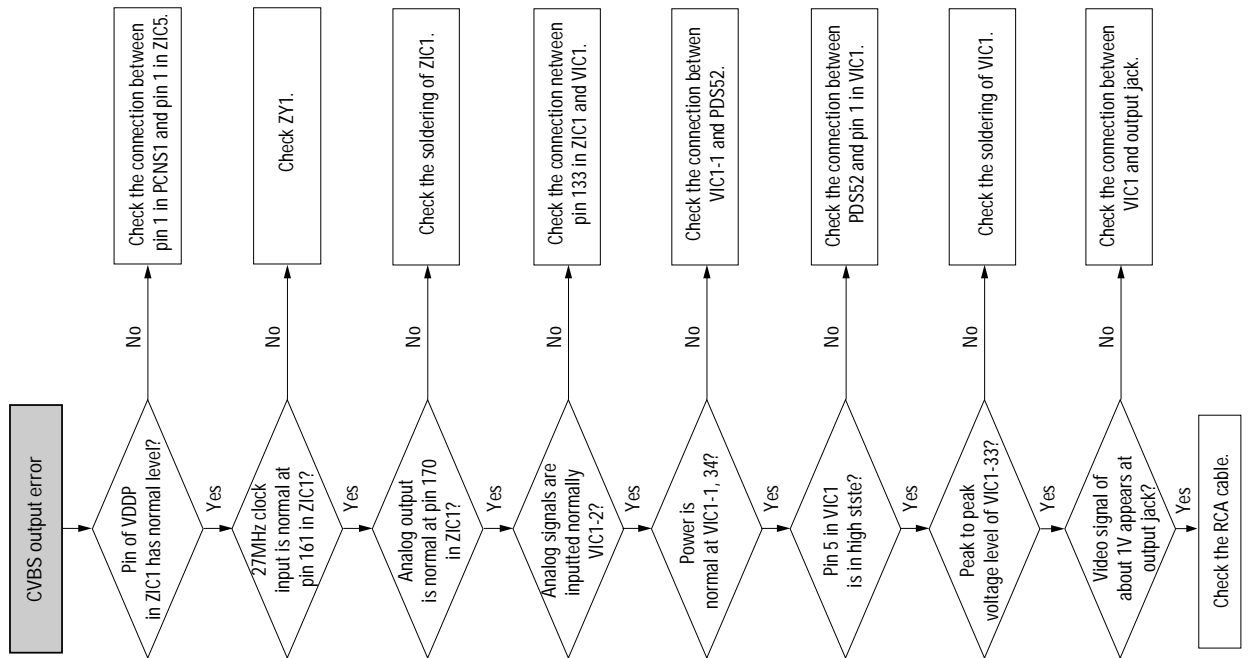 CVBS output error
Pin of VDDP
in ZIC1 has normal level?
No
Check the connection between
pin 1 in PCNS1 and pin 1 in ZIC5.
Yes
27MHz clock
input is normal at
pin 161 in ZIC1?
No
Check ZY1.
Yes
Analog output
is normal at pin 170
in ZIC1?
No
Check the soldering of ZIC1.
Yes
Analog signals are
inputted normally
VIC1-2?
No
Check the connection netween
pin 133 in ZIC1 and VIC1.
Yes
Power is
normal at VIC1-1, 34?
No
Check the connection betwen
VIC1-1 and PDS52.
Yes
Pin 5 in VIC1
is in high sste?
No
Check the connection between
PDS52 and pin 1 in VIC1.
Yes
Peak to peak
voltage level of VIC1-33?
No
Check the soldering of VIC1.
Yes
Video signal of
about 1V appears at
output jack?
No
Check the connection between
VIC1 and output jack.
Yes
Check the RCA cable.